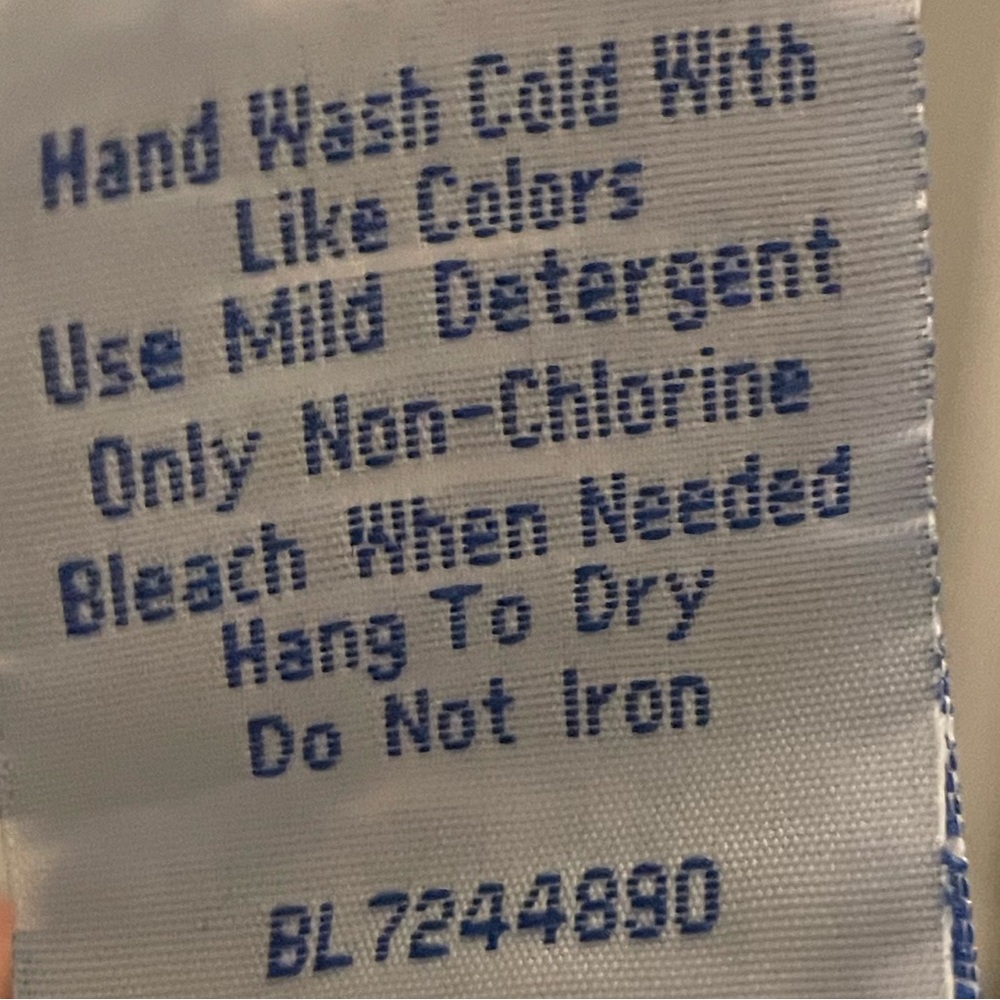 Hand Wash Cold With
Like Colors
Use Mild Detergent
Only Non-Chlorine
Bleach When Needed
Hang To Dry
Do Not Iron
BL7244890